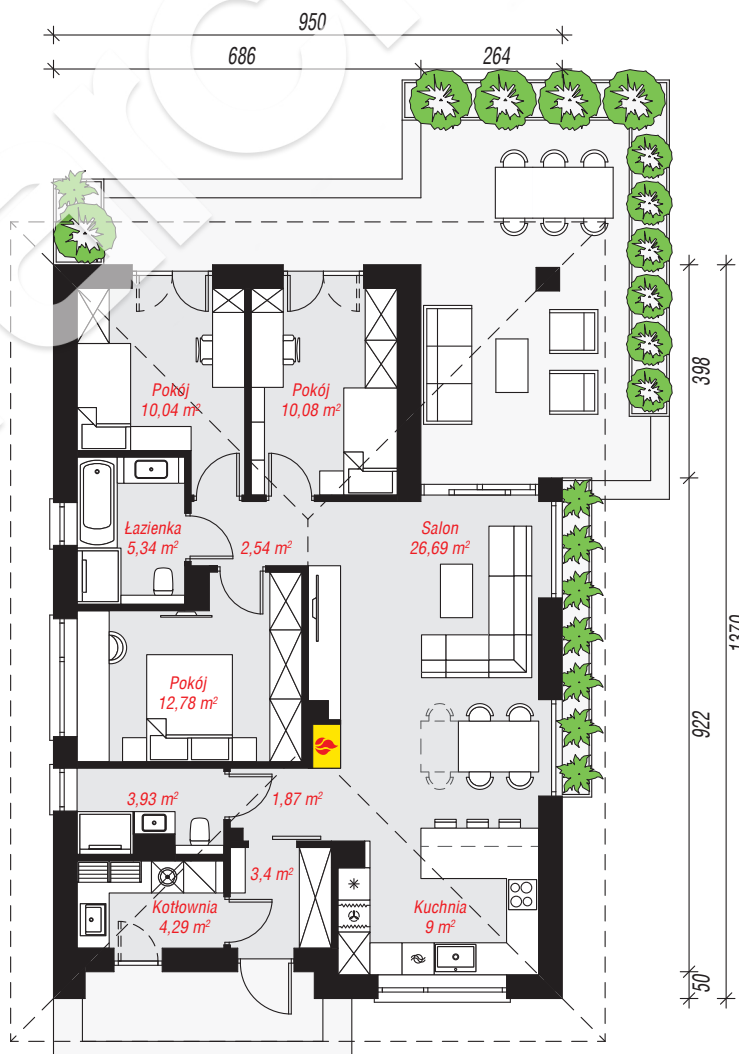 950
686
264
Pokój
10,04 m²
Pokój
10,08 m²
398
Łazienka
5,34 m²
2,54 m²
Salon
26,69 m²
1370
Pokój
12,78 m²
922
3,93 m²
1,87 m²
3,4 m²
Kotłownia
4,29 m²
Kuchnia
9 m²
50